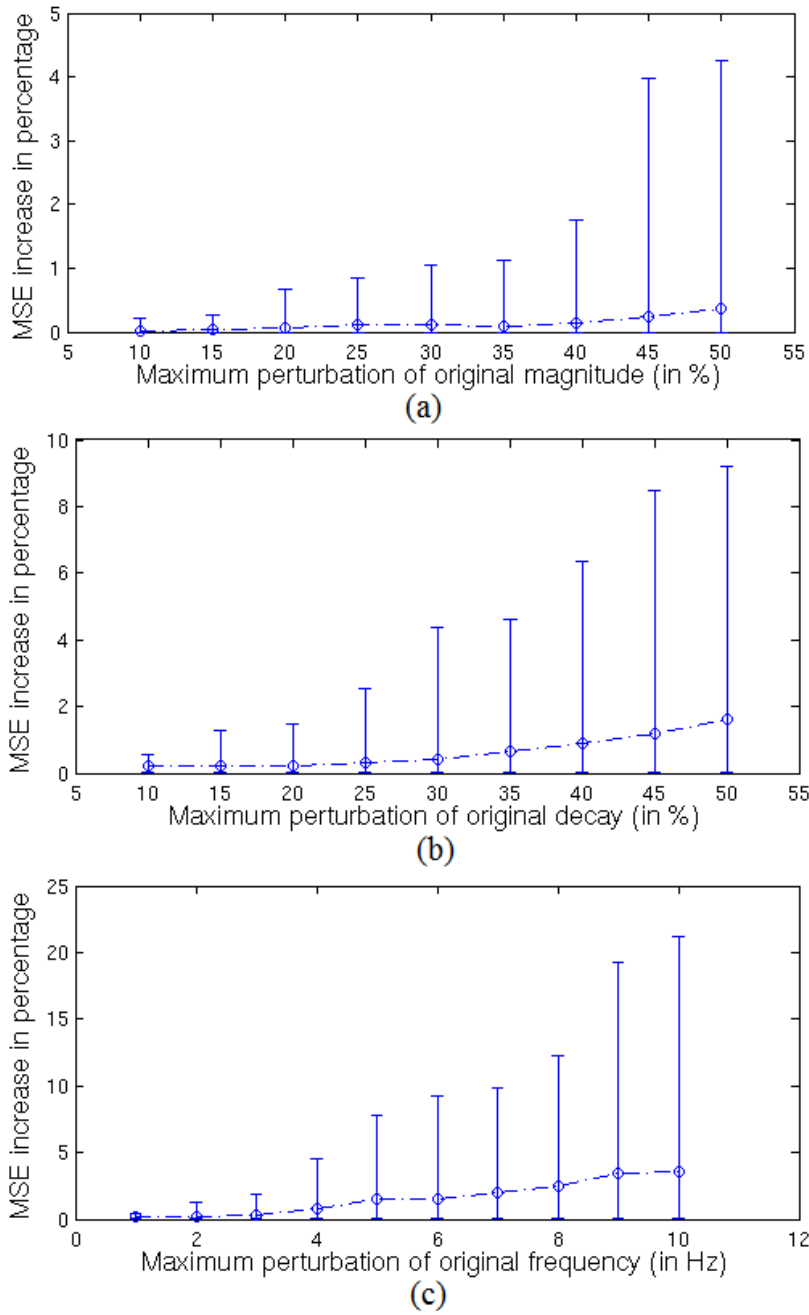 5
4
3
2
1
0
MSE increase in percentage
5 10 15 20 25 30 35 40 45 50 55
Maximum perturbation of original magnitude (in %)
(a)
10
8
6
4
2
0
MSE increase in percentage
5 10 15 20 25 30 35 40 45 50 55
Maximum perturbation of original decay (in %)
(b)
25
20
15
10
5
0
MSE increase in percentage
0 2 4 6 8 10 12
Maximum perturbation of original frequency (in Hz)
(c)